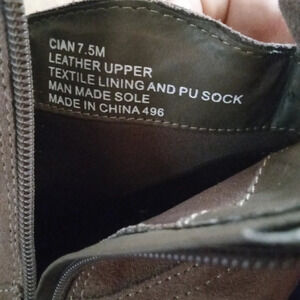 CIAN 7.5M
LEATHER UPPER
TEXTILE LINING AND PU SOCK
MAN MADE SOLE
MADE IN CHINA 496